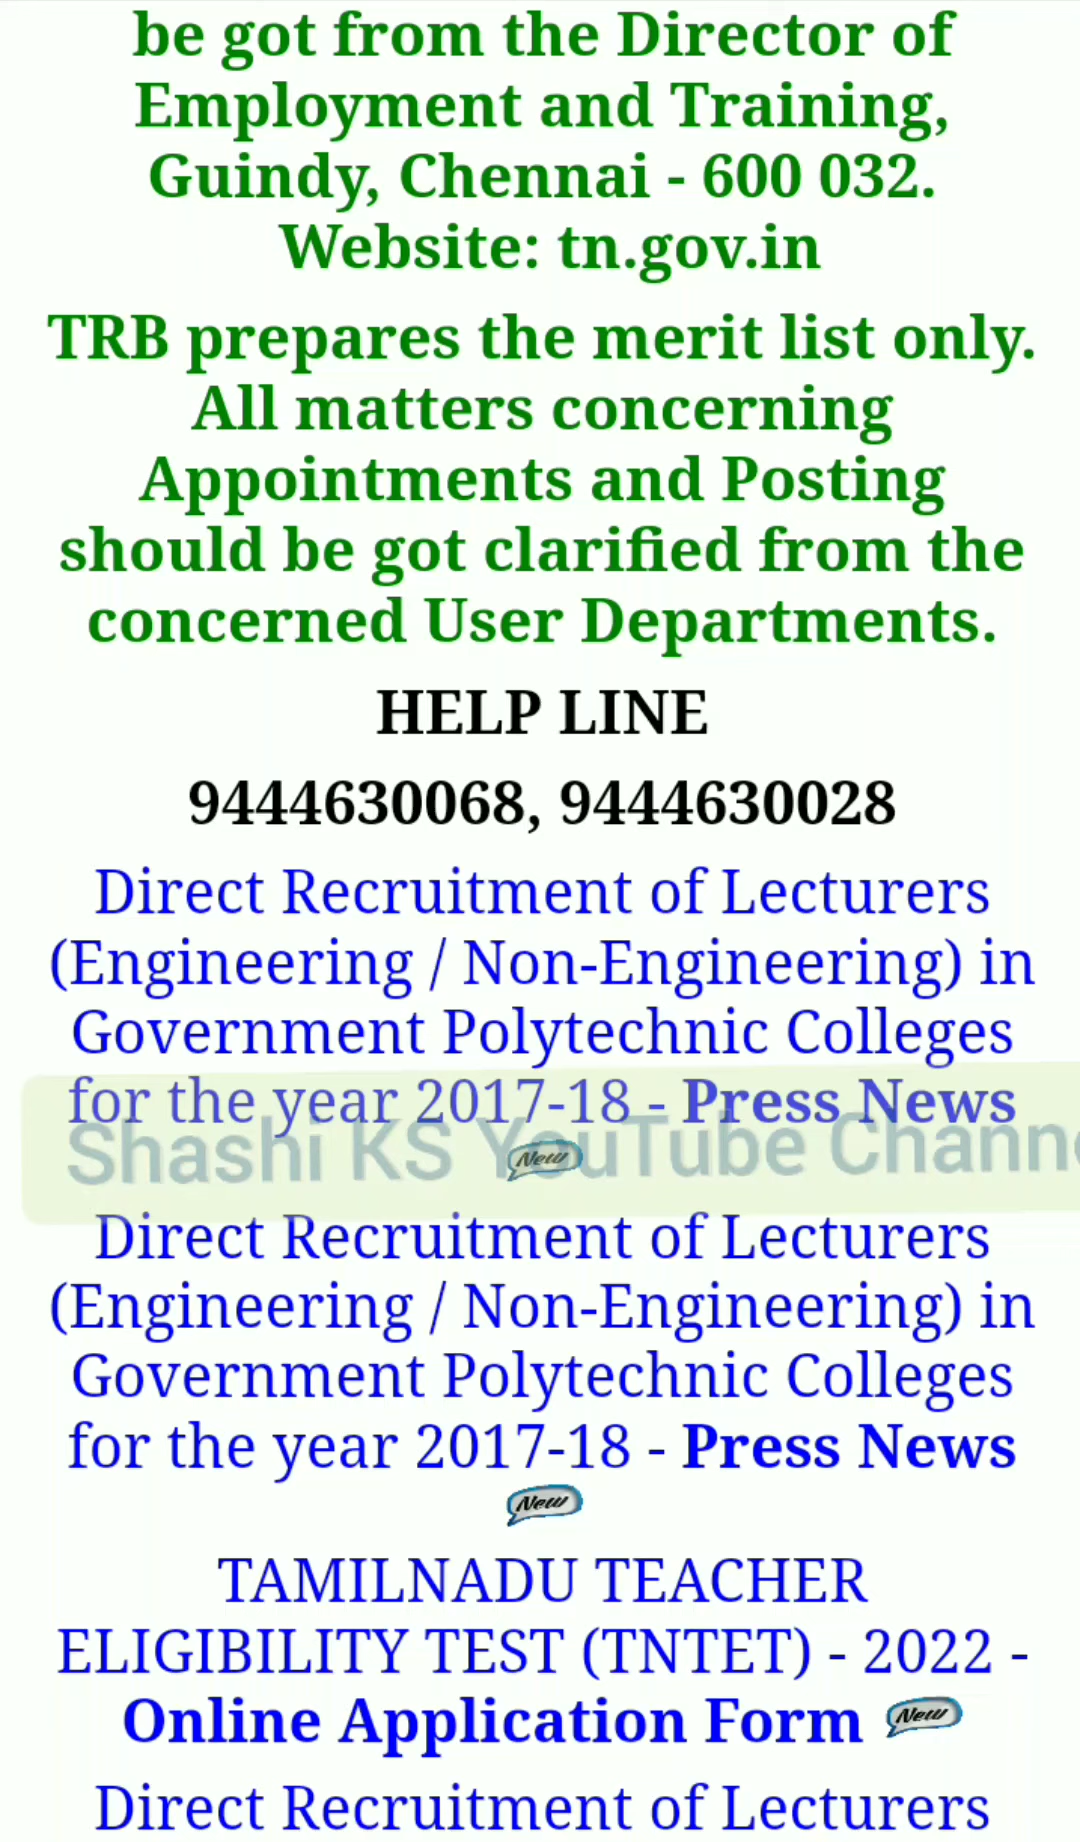 be got from the Director of
Employment and Training,
Guindy, Chennai - 600 032.
Website: tn.gov.in
TRB prepares the merit list only.
All matters concerning
Appointments and Posting
should be got clarified from the
concerned User Departments.
HELP LINE
9444630068, 9444630028
Direct Recruitment of Lecturers
(Engineering / Non-Engineering) in
Government Polytechnic Colleges
for the year 2017-18 - Press News
Shashi KS YouTube Channe
New
Direct Recruitment of Lecturers
(Engineering / Non-Engineering) in
Government Polytechnic Colleges
for the year 2017-18 - Press News
New
TAMILNADU TEACHER
ELIGIBILITY TEST (TNTET) - 2022 -
Online Application Form New
Direct Recruitment of Lecturers